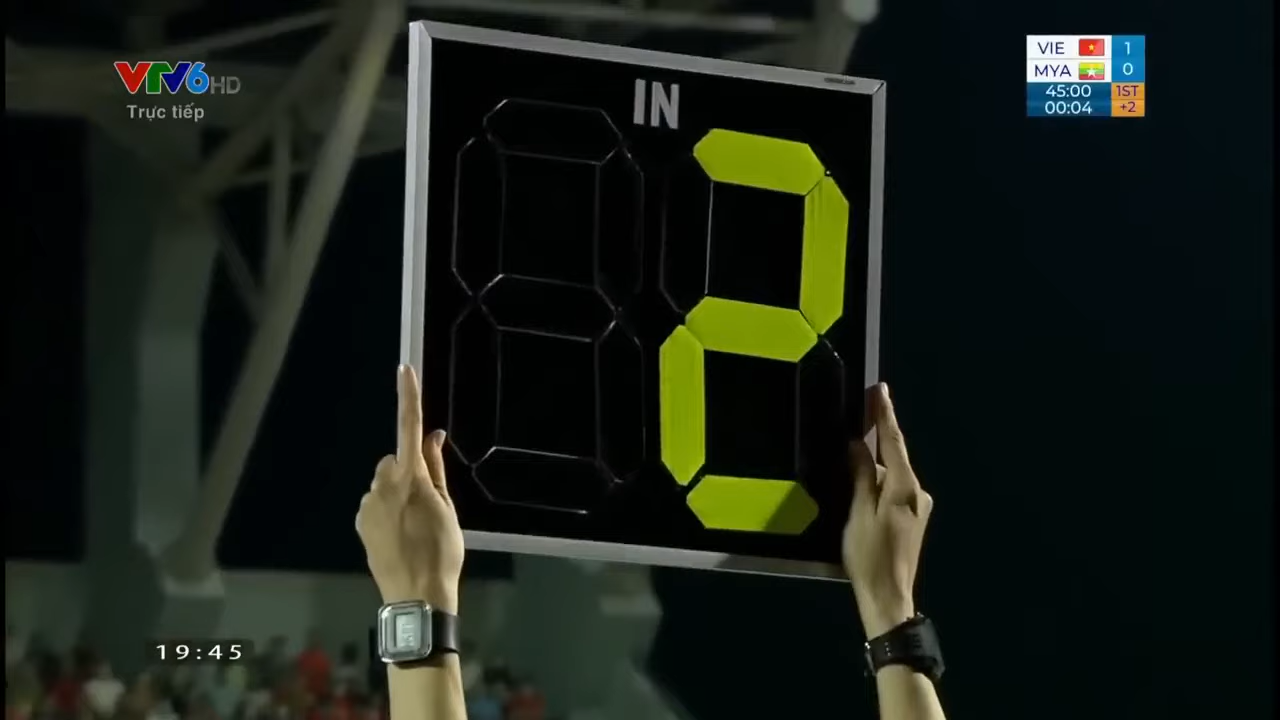 VTV6HD
Trực tiếp
IN
2
VIE 1
MYA 0
45:00 1ST
00:04 +2
19:45